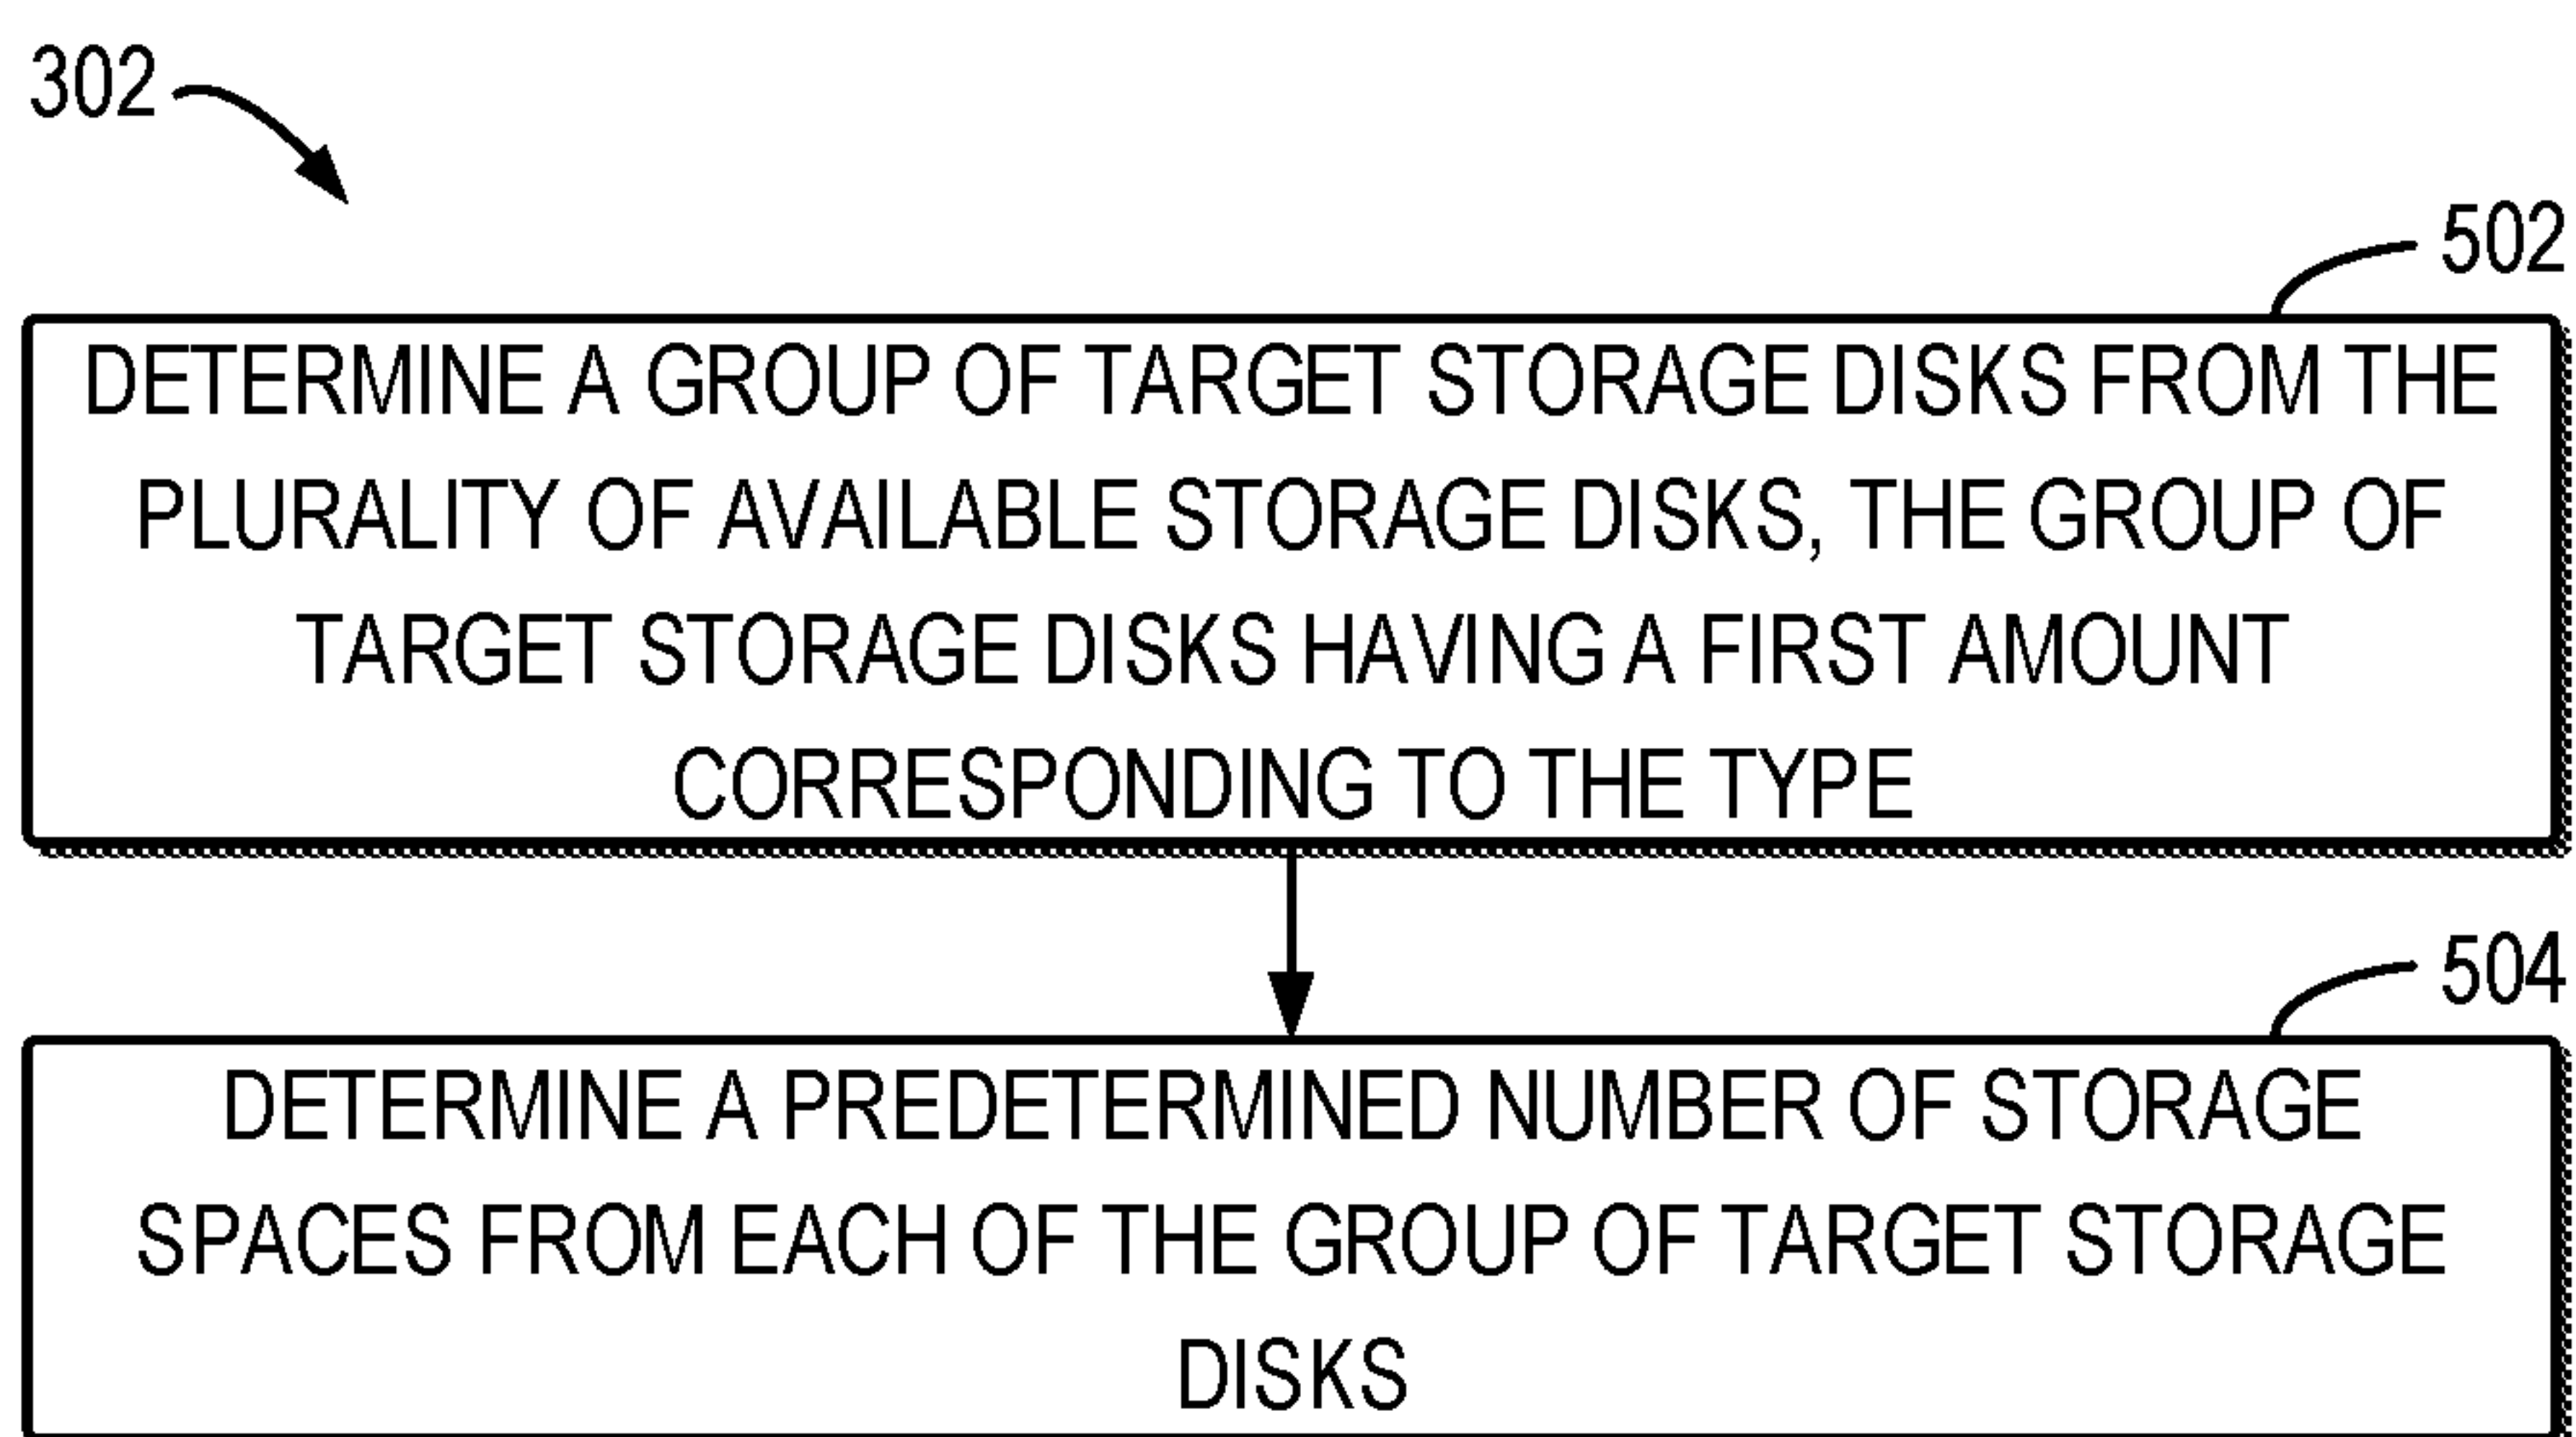 302
502
DETERMINE A GROUP OF TARGET STORAGE DISKS FROM THE
PLURALITY OF AVAILABLE STORAGE DISKS, THE GROUP OF
TARGET STORAGE DISKS HAVING A FIRST AMOUNT
CORRESPONDING TO THE TYPE
504
DETERMINE A PREDETERMINED NUMBER OF STORAGE
SPACES FROM EACH OF THE GROUP OF TARGET STORAGE
DISKS